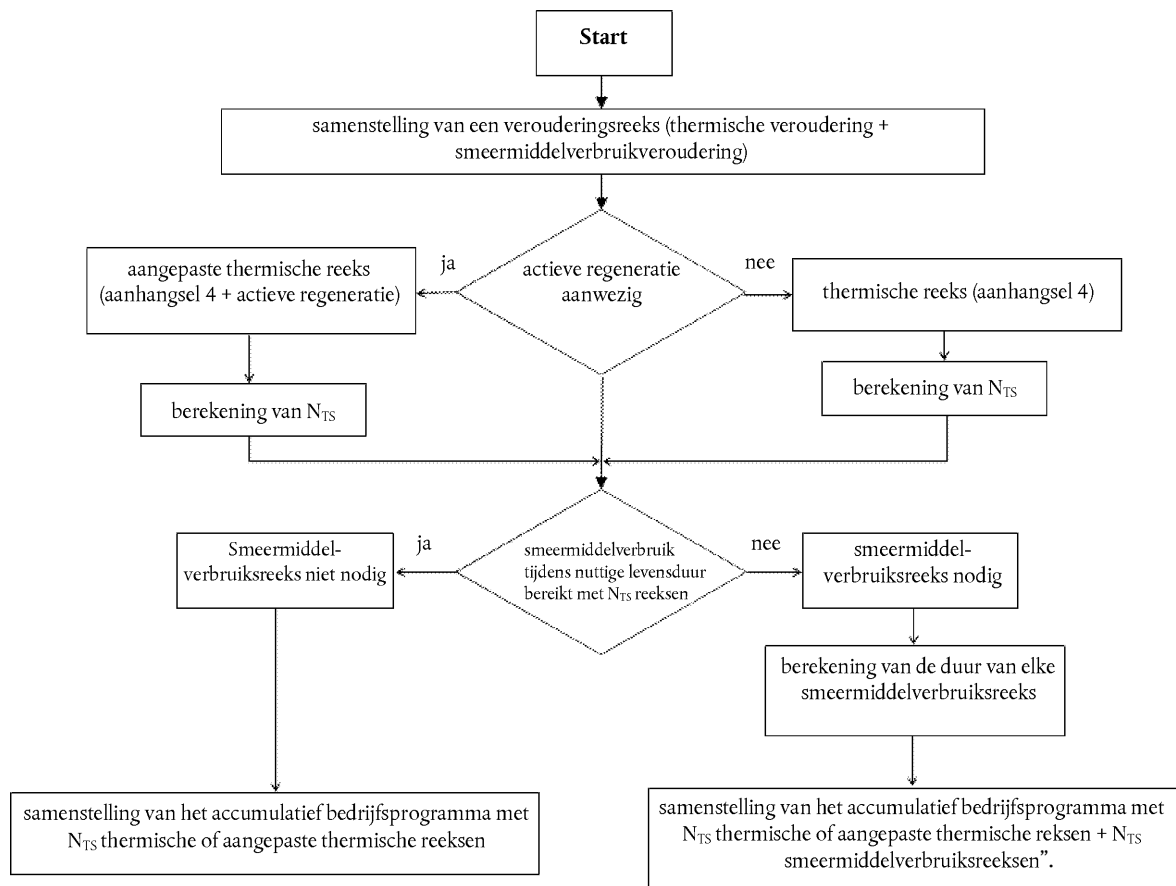 Start
samenstelling van een verouderingsreeks (thermische veroudering +
smeermiddelverbruikveroudering)
ja
actieve regeneratie
aanwezig
nee
aangepaste thermische reeks
(aanhangsel 4 + actieve regeneratie)
thermische reeks (aanhangsel 4)
berekening van NTS
berekening van NTS
ja
smeermiddelverbruik
tijdens nuttige levensduur
bereikt met NTS reeksen
nee
Smeermiddel-
verbruiksreeks niet nodig
smeermiddel-
verbruiksreeks nodig
berekening van de duur van elke
smeermiddelverbruiksreeks
samenstelling van het accumulatief bedrijfsprogramma met
NTS thermische of aangepaste thermische reeksen
samenstelling van het accumulatief bedrijfsprogramma met
NTS thermische of aangepaste thermische reksen + NTS
smeermiddelverbruiksreeksen”.